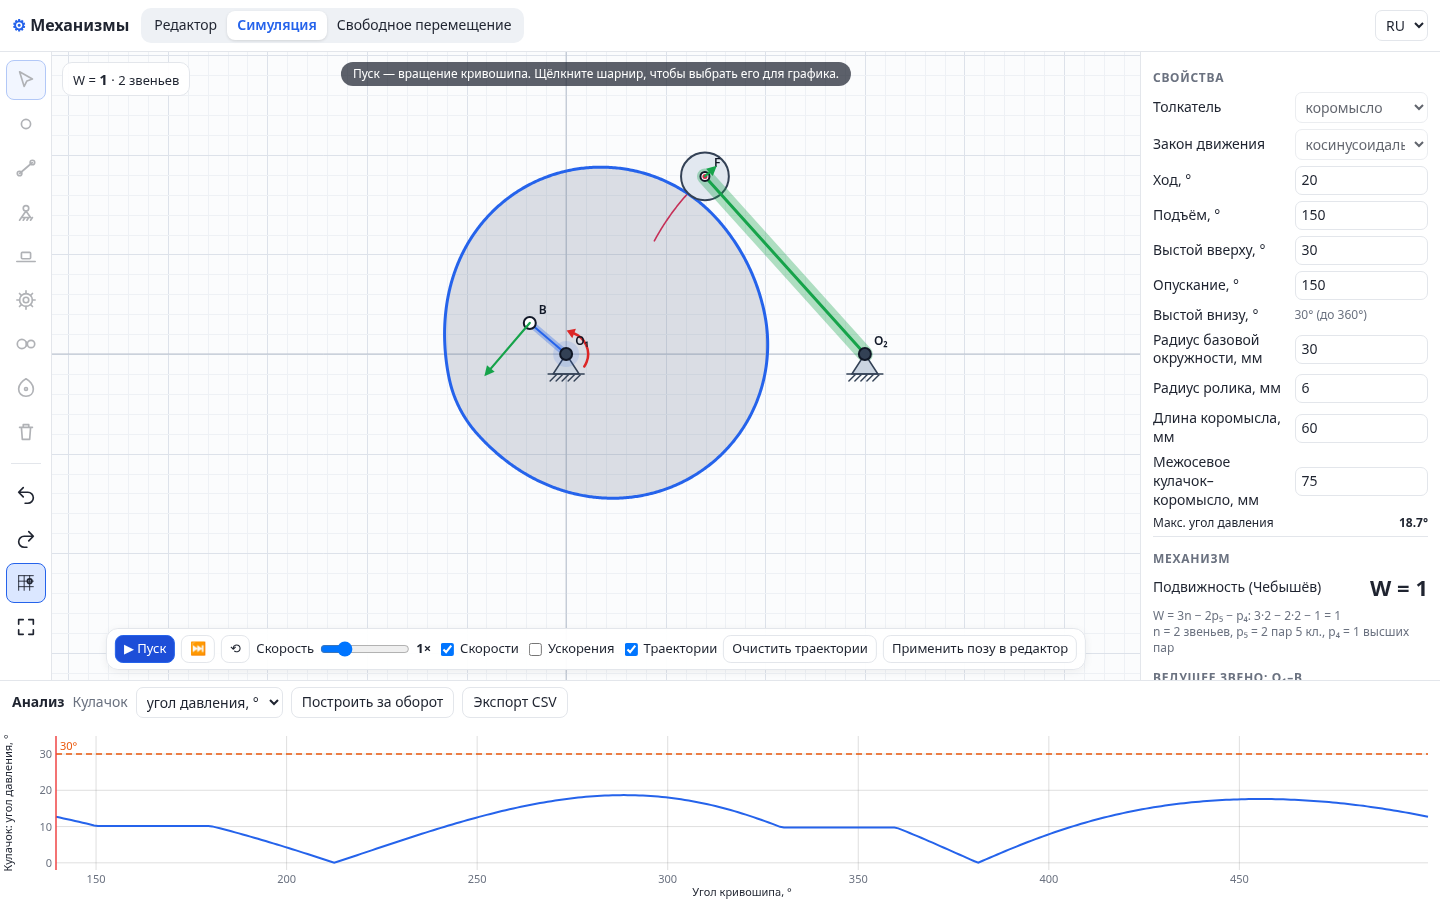 ⚙ Механизмы
Редактор
Симуляция
Свободное перемещение
RU
W = 1 · 2 звеньев
Пуск — вращение кривошипа. Щёлкните шарнир, чтобы выбрать его для графика.
F
B
O₁
O₂
СВОЙСТВА
Толкатель
коромысло
Закон движения
косинусоидаль
Ход, °
20
Подъём, °
150
Выстой вверху, °
30
Опускание, °
150
Выстой внизу, °
30° (до 360°)
Радиус базовой
окружности, мм
30
Радиус ролика, мм
6
Длина коромысла,
мм
60
Межосевое
кулачок–
коромысло, мм
75
Макс. угол давления
18.7°
МЕХАНИЗМ
Подвижность (Чебышёв)
W = 1
W = 3n − 2p₅ − p₄: 3·2 − 2·2 − 1 = 1
n = 2 звеньев, p₅ = 2 пар 5 кл., p₄ = 1 высших
пар
ВЕДУЩЕЕ ЗВЕНО: O₁–B
▶ Пуск
Скорость
1×
Скорости
Ускорения
Траектории
Очистить траектории
Применить позу в редактор
Анализ
Кулачок
угол давления, °
Построить за оборот
Экспорт CSV
Кулачок: угол давления, °
30°
30
20
10
0
150
200
250
300
350
400
450
Угол кривошипа, °